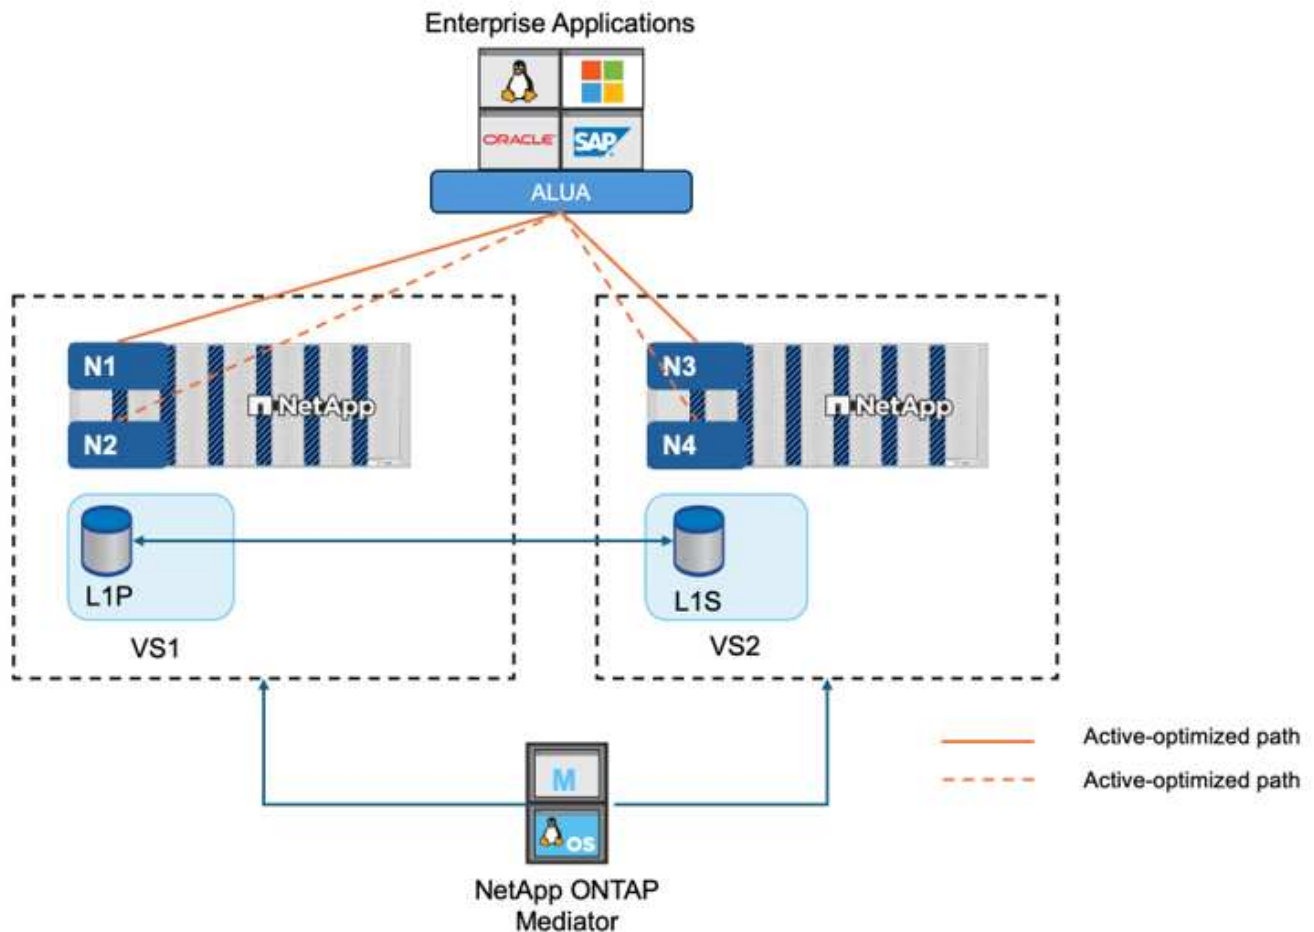 Enterprise Applications
ORACLE
SAP
ALUA
N1
NetApp
N2
N3
NetApp
N4
L1P
VS1
L1S
VS2
Active-optimized path
Active-optimized path
M
OS
NetApp ONTAP
Mediator